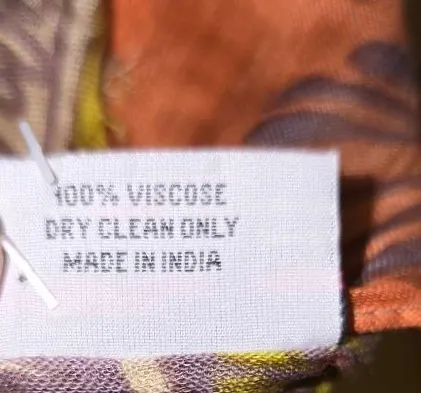 100% VISCOSE
DRY CLEAN ONLY
MADE IN INDIA